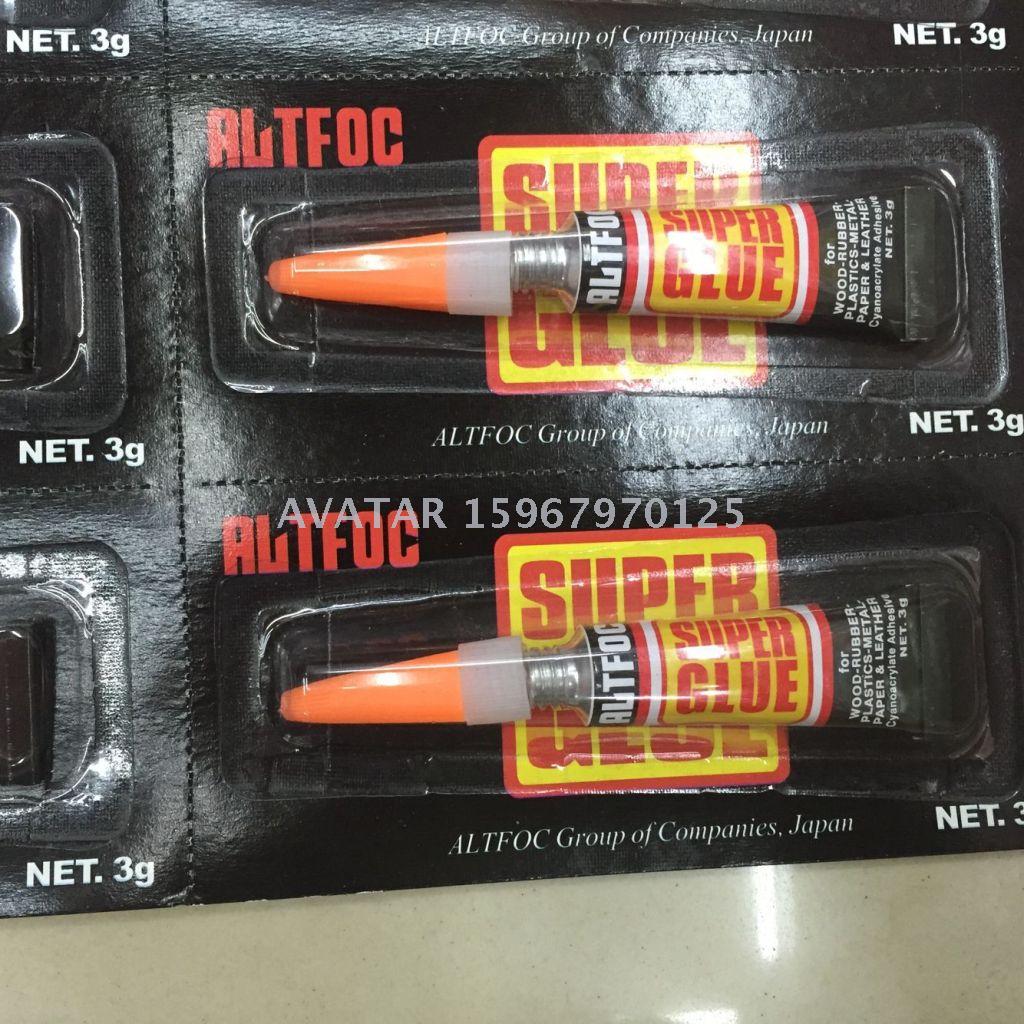 NET. 3g
ALTFOC Group of Companies, Japan
NET. 3g
ALTFOC
SUPER
GLUE
ALTFOC
SUPER
GLUE
for
WOOD-RUBBER-
PLASTICS-METAL
PAPER & LEATHER
Cyanoacrylate Adhesive
NET. 3g
ALTFOC Group of Companies, Japan
NET. 3g
NET. 3g
AVATAR 15967970125
ALTFOC
SUPER
GLUE
ALTFOC
SUPER
GLUE
for
WOOD-RUBBER-
PLASTICS-METAL
PAPER & LEATHER
Cyanoacrylate Adhesive
NET. 3g
ALTFOC Group of Companies, Japan
NET. 3
NET. 3g